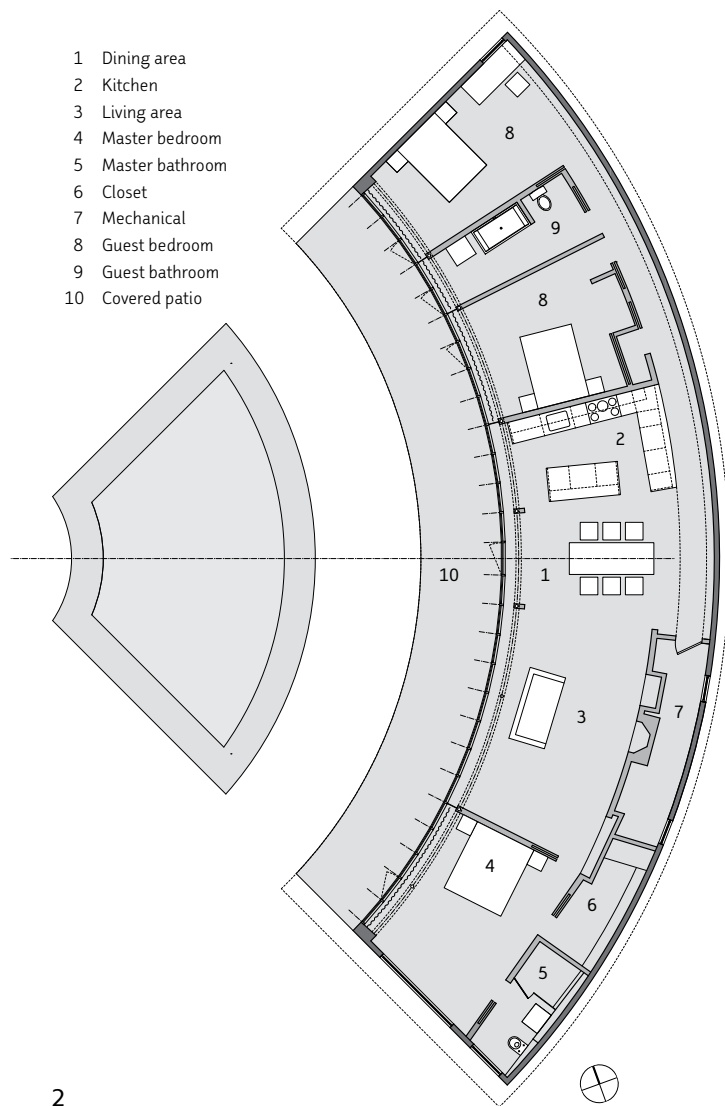 1 Dining area
2 Kitchen
3 Living area
4 Master bedroom
5 Master bathroom
6 Closet
7 Mechanical
8 Guest bedroom
9 Guest bathroom
10 Covered patio
8
9
8
2
10
1
3
7
4
6
5
2